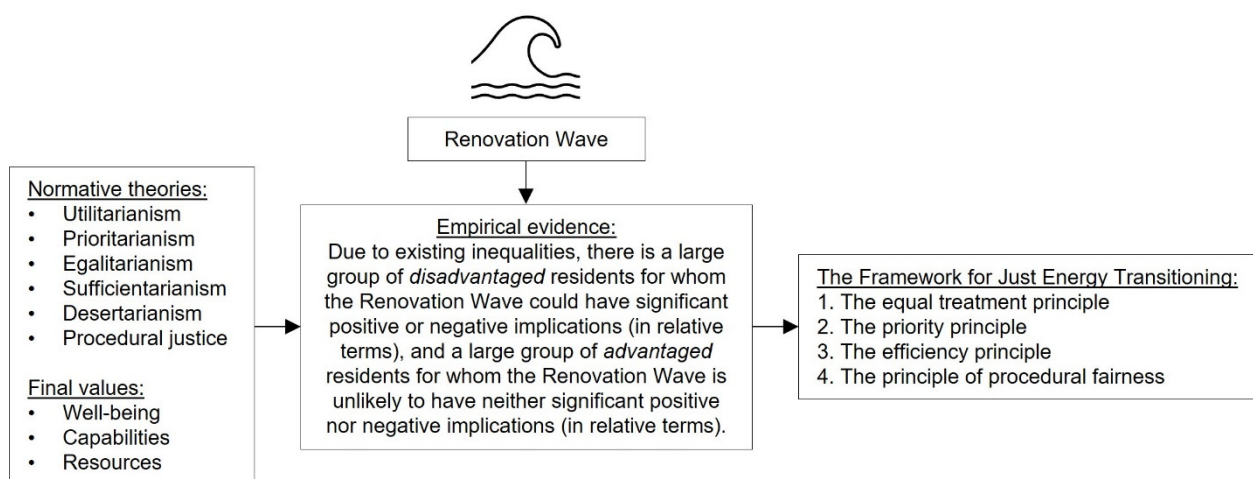 Renovation Wave
Normative theories:
• Utilitarianism
• Prioritarianism
• Egalitarianism
• Sufficientarianism
• Desertarianism
• Procedural justice
Final values:
• Well-being
• Capabilities
• Resources
Empirical evidence:
Due to existing inequalities, there is a large
group of disadvantaged residents for whom
the Renovation Wave could have significant
positive or negative implications (in relative
terms), and a large group of advantaged
residents for whom the Renovation Wave is
unlikely to have neither significant positive
nor negative implications (in relative terms).
The Framework for Just Energy Transitioning:
1. The equal treatment principle
2. The priority principle
3. The efficiency principle
4. The principle of procedural fairness